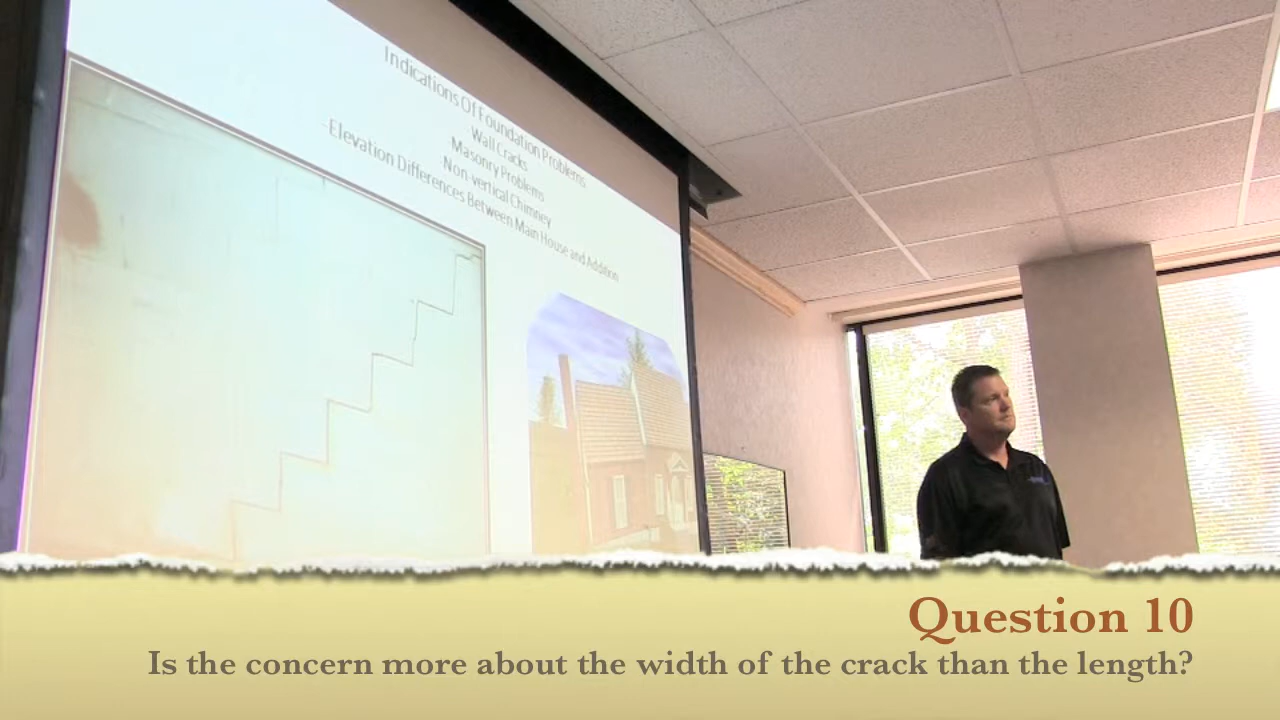 Indications Of Foundation Problems
Wall Cracks
Masonry Problems
Non-vertical Chimney
-Elevation Differences Between Main House and Addition
Question 10
Is the concern more about the width of the crack than the length?